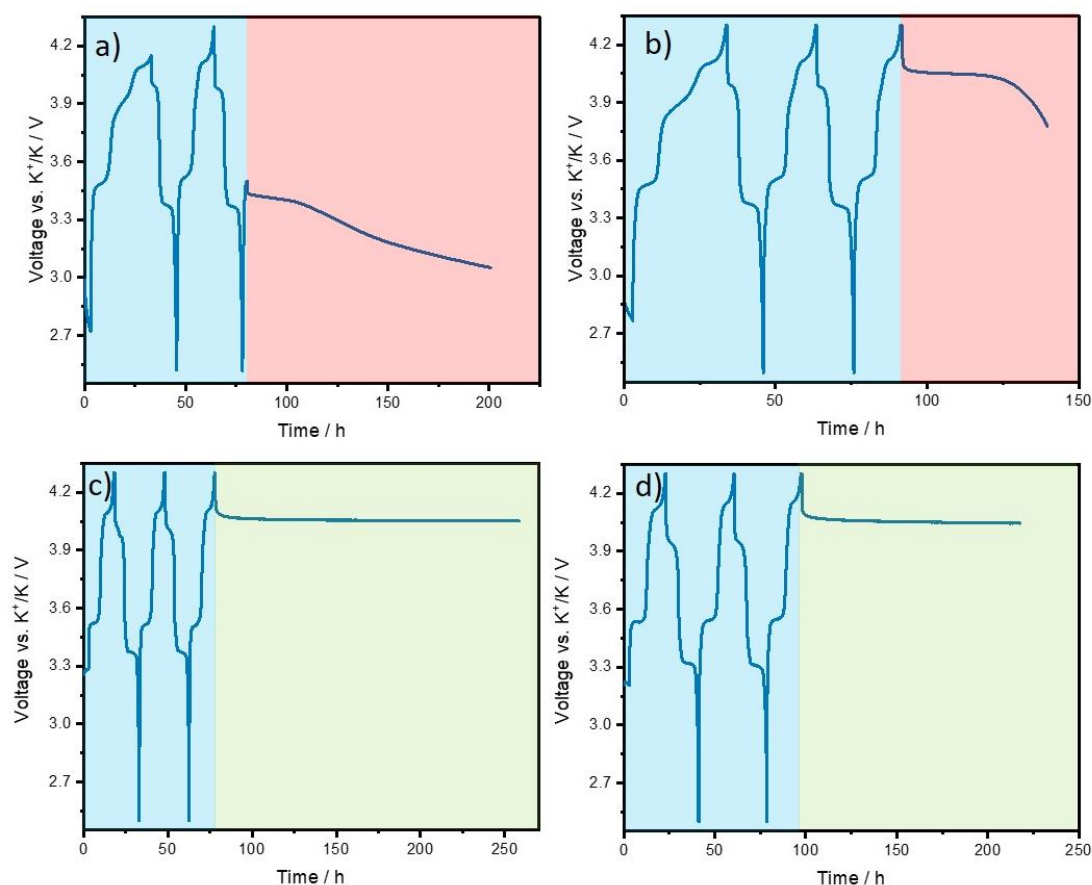 a)
Voltage vs. K⁺/K / V
4.2
3.9
3.6
3.3
3.0
2.7
0 50 100 150 200
Time / h
b)
Voltage vs. K⁺/K / V
4.2
3.9
3.6
3.3
3.0
2.7
0 50 100 150
Time / h
c)
Voltage vs. K⁺/K / V
4.2
3.9
3.6
3.3
3.0
2.7
0 50 100 150 200 250
Time / h
d)
Voltage vs. K⁺/K / V
4.2
3.9
3.6
3.3
3.0
2.7
0 50 100 150 200 250
Time / h